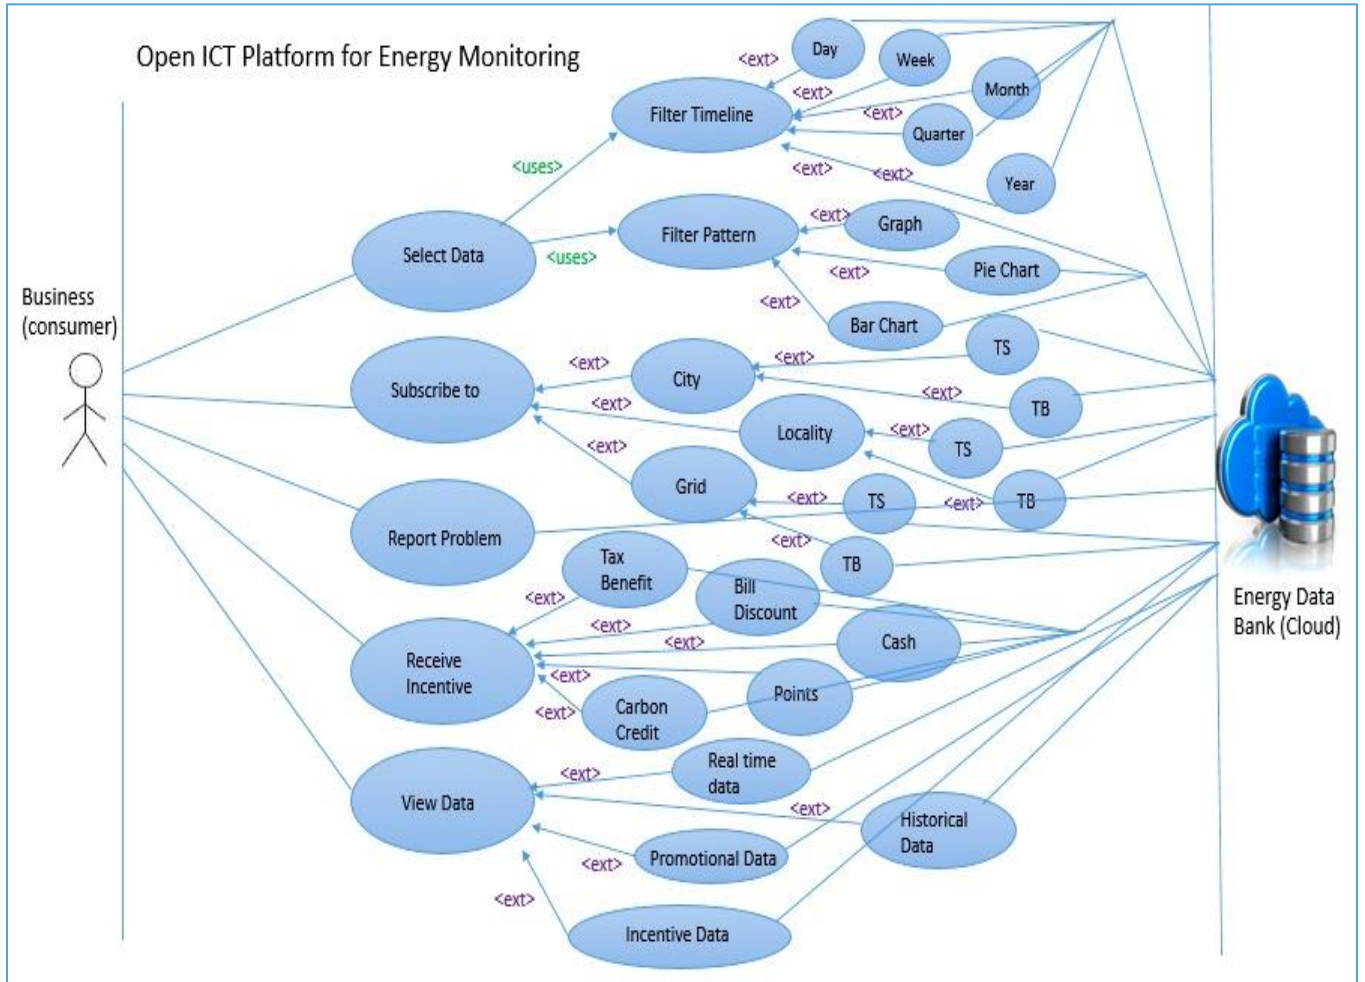 Open ICT Platform for Energy Monitoring
Day
Week
Month
Quarter
Year
<ext>
<ext>
<ext>
<ext>
<ext>
Filter Timeline
<uses>
Select Data
<uses>
Filter Pattern
<ext>
Graph
<ext>
Pie Chart
<ext>
Bar Chart
Business
(consumer)
Subscribe to
<ext>
City
<ext>
TS
<ext>
TB
<ext>
Locality
<ext>
TS
<ext>
TB
<ext>
Grid
<ext>
TS
<ext>
TB
Report Problem
Energy Data
Bank (Cloud)
Receive
Incentive
<ext>
Tax
Benefit
<ext>
Bill
Discount
<ext>
Cash
<ext>
Points
<ext>
Carbon
Credit
View Data
<ext>
Real time
data
<ext>
Historical
Data
<ext>
Promotional Data
<ext>
Incentive Data